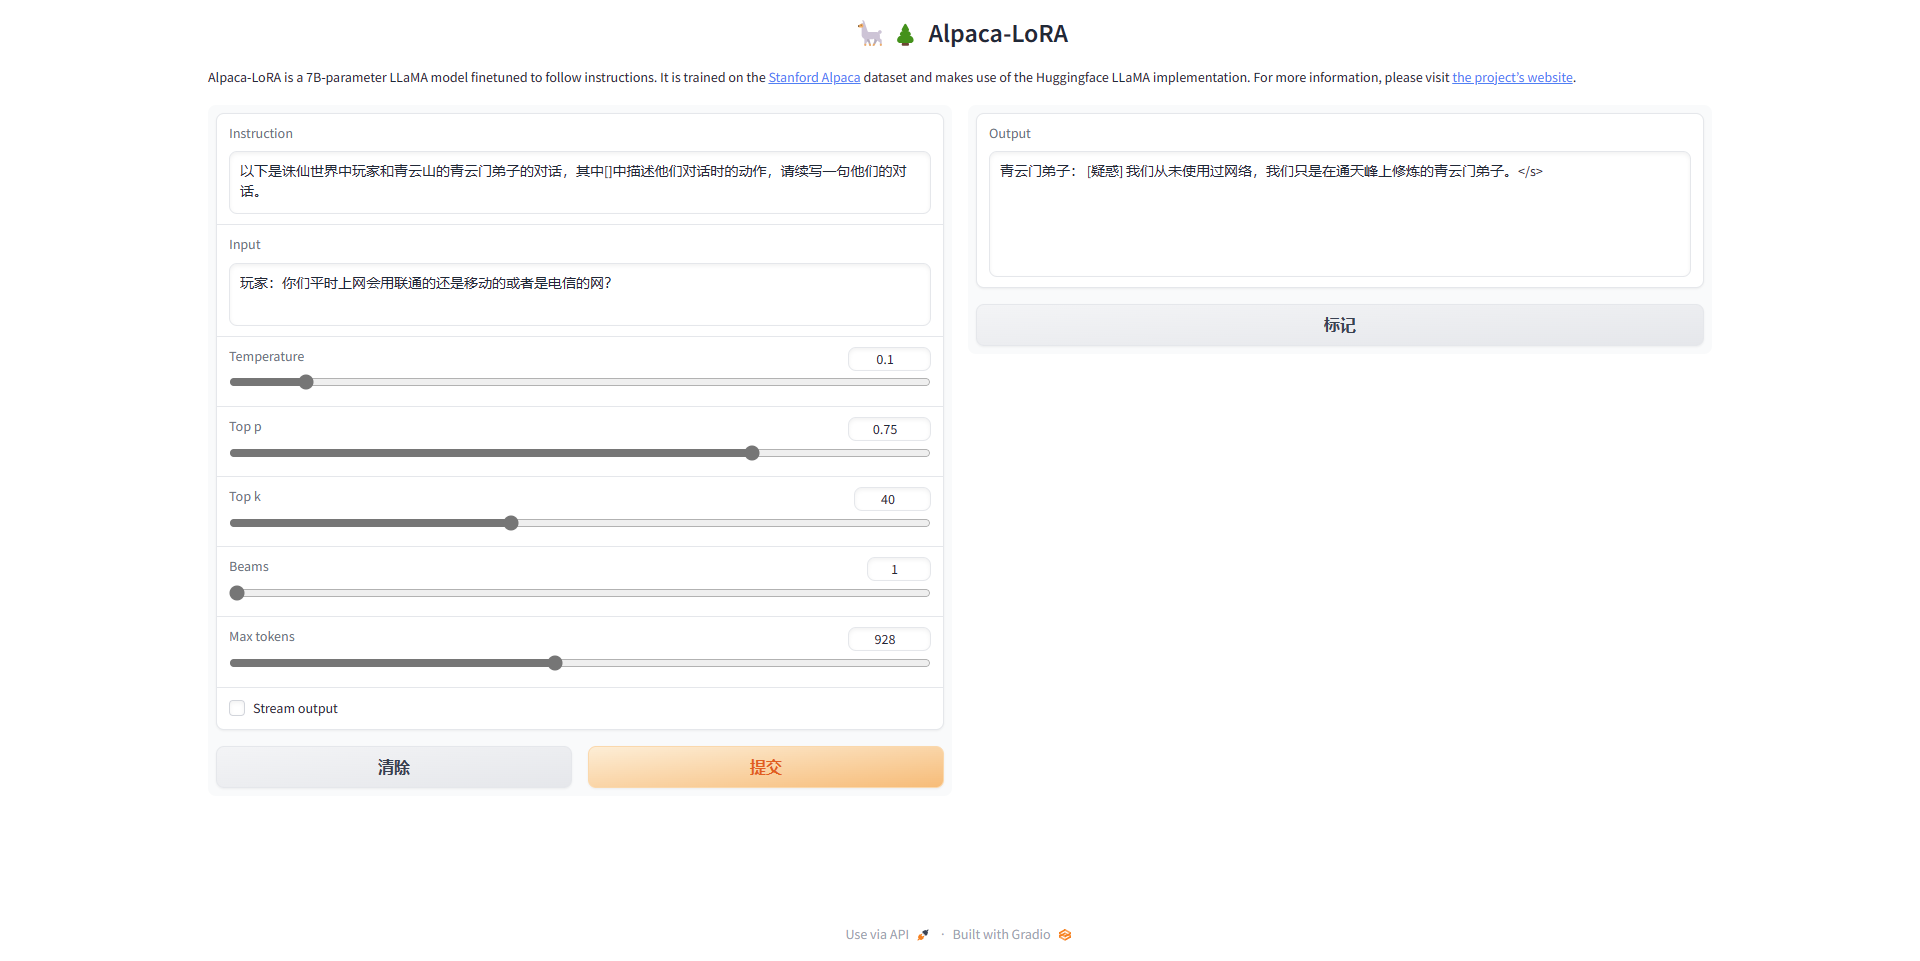 Alpaca-LoRA
Alpaca-LoRA is a 7B-parameter LLaMA model finetuned to follow instructions. It is trained on the Stanford Alpaca dataset and makes use of the Huggingface LLaMA implementation. For more information, please visit the project's website.
Instruction
以下是诛仙世界中玩家和青云山的青云门弟子的对话，其中[]中描述他们对话时的动作，请续写一句他们的对
话。
Input
玩家：你们平时上网会用联通的还是移动的或者是电信的网？
Temperature
0.1
Top p
0.75
Top k
40
Beams
1
Max tokens
928
Stream output
清除
提交
Output
青云门弟子： [疑惑] 我们从未使用过网络，我们只是在通天峰上修炼的青云门弟子。</s>
标记
Use via API · Built with Gradio